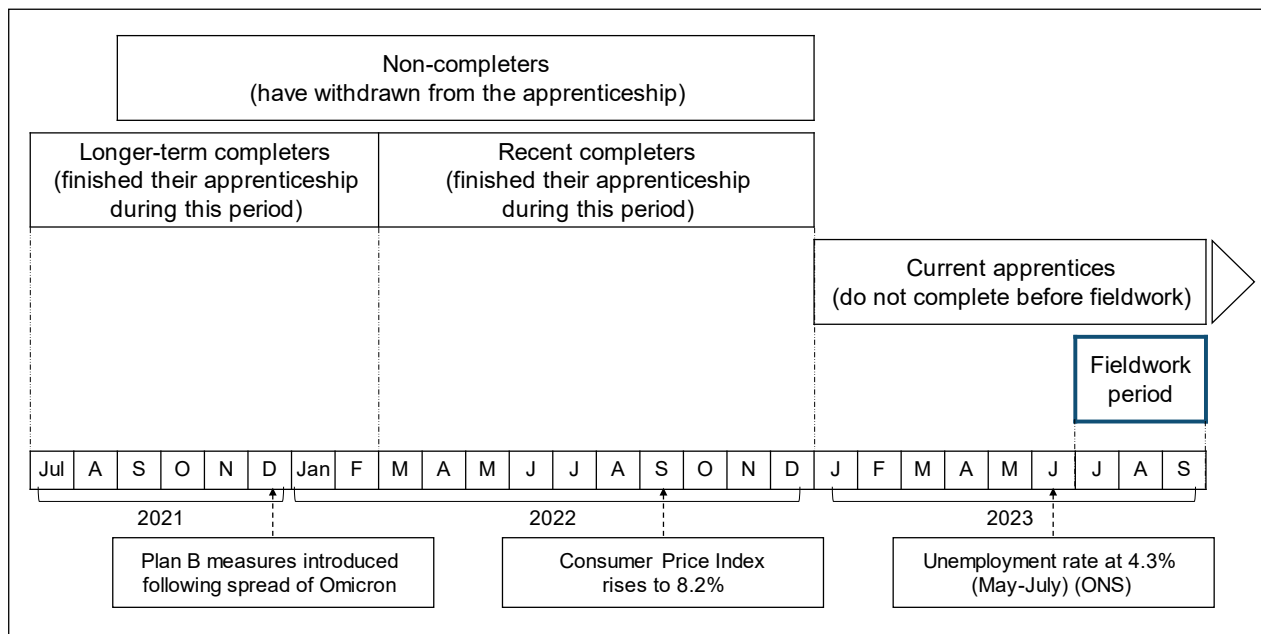 Non-completers
(have withdrawn from the apprenticeship)
Longer-term completers
(finished their apprenticeship
during this period)
Recent completers
(finished their apprenticeship
during this period)
Current apprentices
(do not complete before fieldwork)
Fieldwork
period
Jul A S O N D Jan F M A M J J A S O N D J F M A M J J A S
2021 2022 2023
Plan B measures introduced
following spread of Omicron
Consumer Price Index
rises to 8.2%
Unemployment rate at 4.3%
(May-July) (ONS)